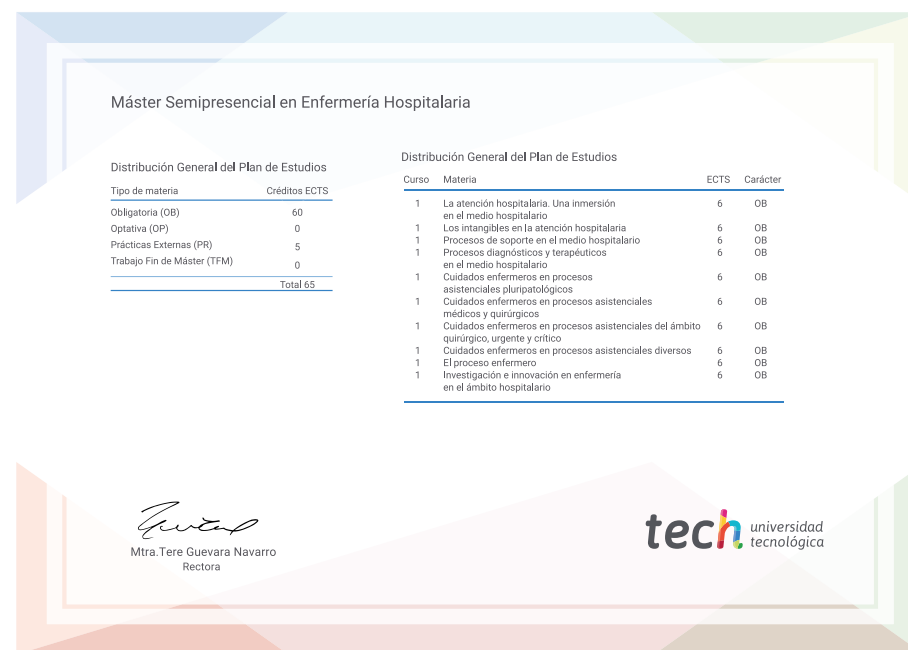 Máster Semipresencial en Enfermería Hospitalaria
Distribución General del Plan de Estudios
Tipo de materia Créditos ECTS
Obligatoria (OB) 60
Optativa (OP) 0
Prácticas Externas (PR) 5
Trabajo Fin de Máster (TFM) 0
Total 65
Distribución General del Plan de Estudios
Curso Materia ECTS Carácter
1 La atención hospitalaria. Una inmersión 6 OB
en el medio hospitalario
1 Los intangibles en la atención hospitalaria 6 OB
1 Procesos de soporte en el medio hospitalario 6 OB
1 Procesos diagnósticos y terapéuticos 6 OB
en el medio hospitalario
1 Cuidados enfermeros en procesos 6 OB
asistenciales pluripatológicos
1 Cuidados enfermeros en procesos asistenciales 6 OB
médicos y quirúrgicos
1 Cuidados enfermeros en procesos asistenciales del ámbito 6 OB
quirúrgico, urgente y crítico
1 Cuidados enfermeros en procesos asistenciales diversos 6 OB
1 El proceso enfermero 6 OB
1 Investigación e innovación en enfermería 6 OB
en el ámbito hospitalario
Mtra.Tere Guevara Navarro
Rectora
tech universidad
tecnológica